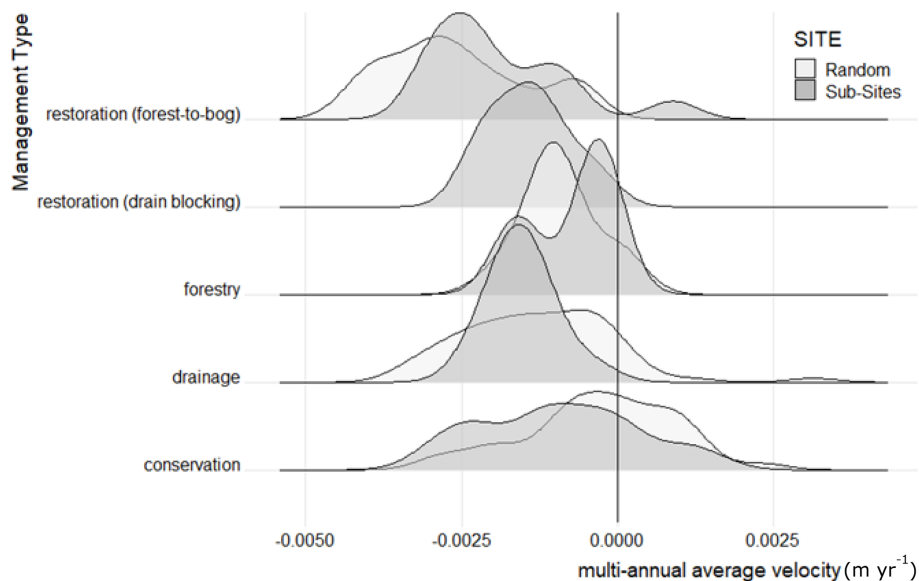 Management Type
SITE
Random
Sub-Sites
restoration (forest-to-bog)
restoration (drain blocking)
forestry
drainage
conservation
-0.0050 -0.0025 0.0000 0.0025
multi-annual average velocity (m yr⁻¹)